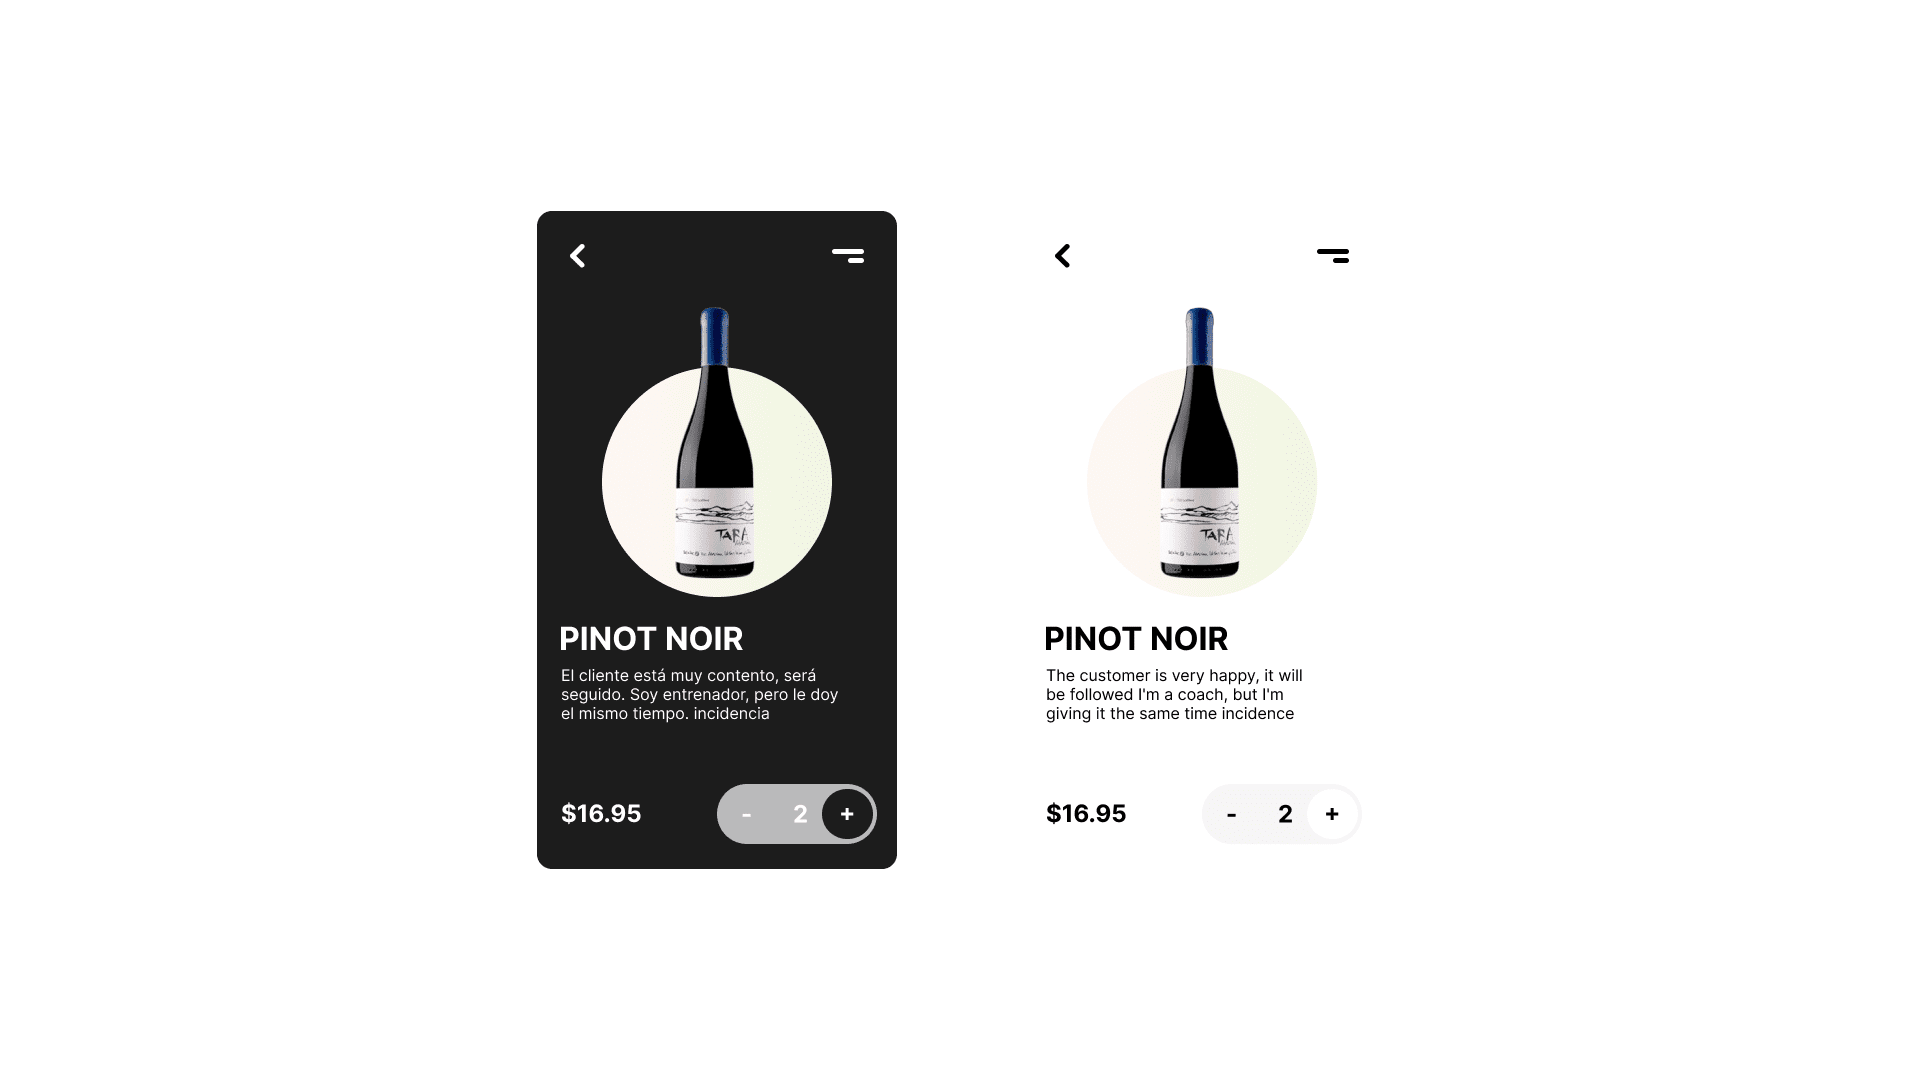 TARA
PINOT NOIR
El cliente está muy contento, será
seguido. Soy entrenador, pero le doy
el mismo tiempo. incidencia
$16.95
- 2 +
TARA
PINOT NOIR
The customer is very happy, it will
be followed I'm a coach, but I'm
giving it the same time incidence
$16.95
- 2 +